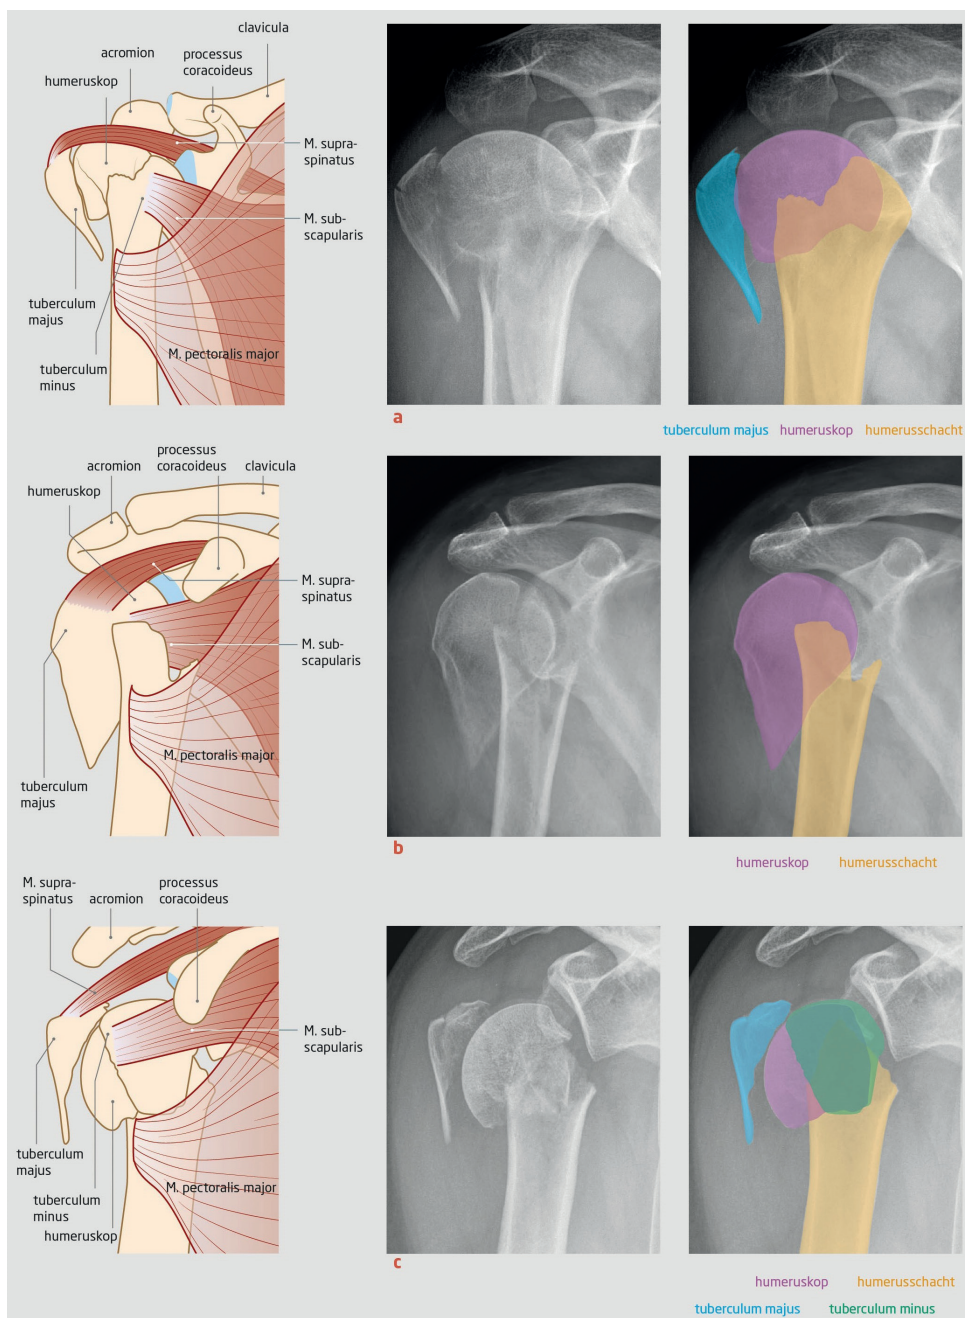 clavicula
acromion
processus
coracoideus
humeruskop
M. supra-
spinatus
M. sub-
scapularis
tuberculum
majus
M. pectoralis major
tuberculum
minus
a
tuberculum majus humeruskop humerusschacht
processus
coracoideus
acromion
clavicula
humeruskop
M. supra-
spinatus
M. sub-
scapularis
M. pectoralis major
tuberculum
majus
b
humeruskop humerusschacht
M. supra-
spinatus
acromion
processus
coracoideus
M. sub-
scapularis
tuberculum
majus
M. pectoralis major
tuberculum
minus
humeruskop
c
humeruskop humerusschacht
tuberculum majus tuberculum minus